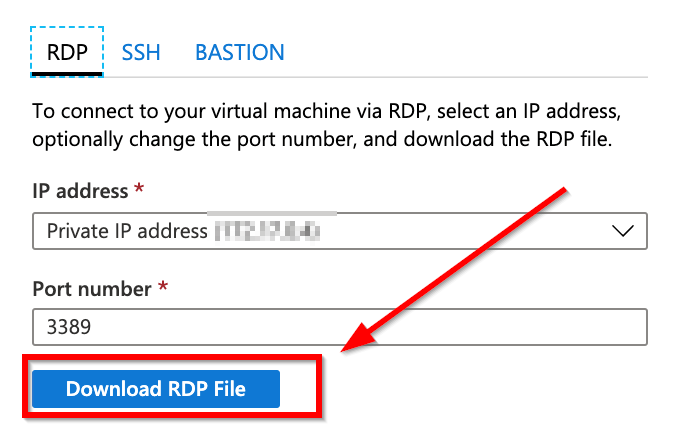 RDP SSH BASTION
To connect to your virtual machine via RDP, select an IP address,
optionally change the port number, and download the RDP file.
IP address *
Private IP address
Port number *
3389
Download RDP File